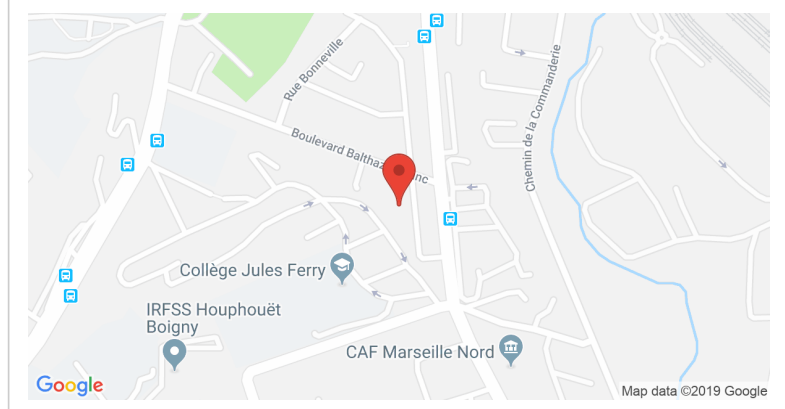 Rue Bonneville
Boulevard Balthaz
nc
Chemin de la Commanderie
Collège Jules Ferry
IRFSS Houphouët
Boigny
CAF Marseille Nord
Google
Map data ©2019 Google